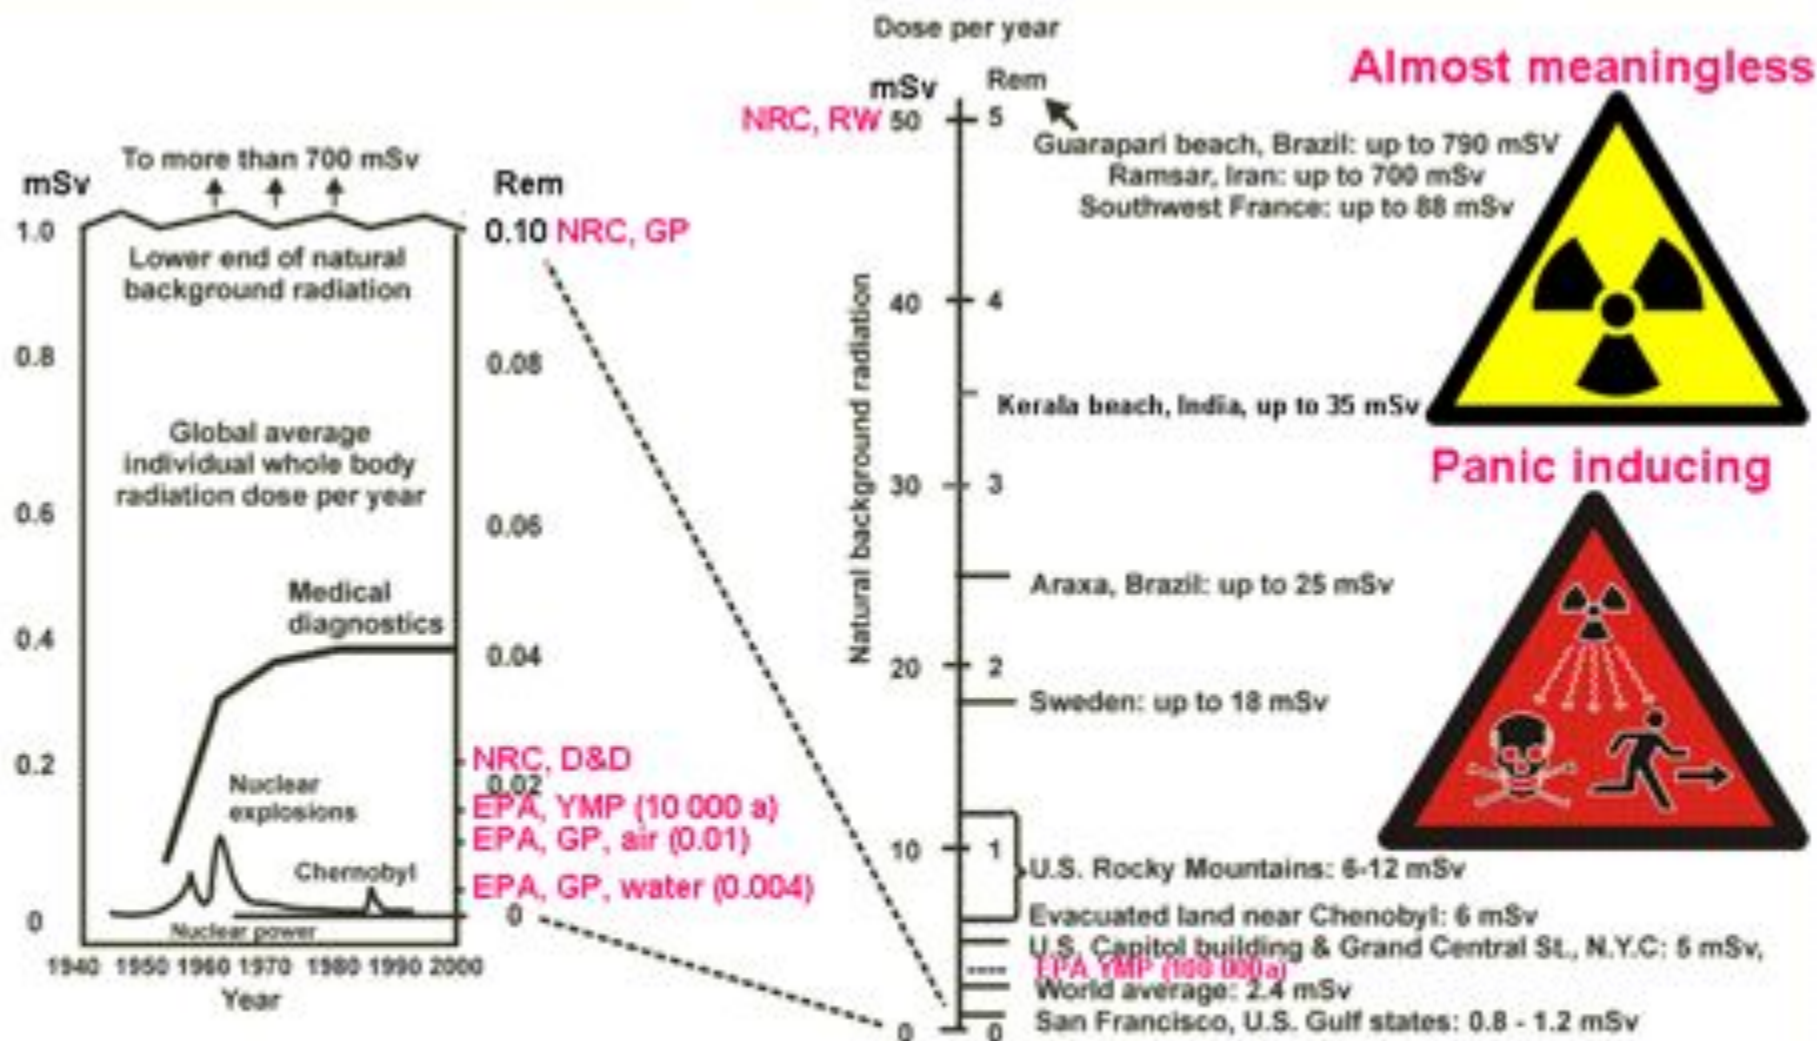 Dose per year
mSv
Rem
Almost meaningless
NRC, RW 50
5
Guarapari beach, Brazil: up to 790 mSV
Ramsar, Iran: up to 700 mSv
Southwest France: up to 88 mSv
To more than 700 mSv
mSv
Rem
1.0
0.10 NRC, GP
Lower end of natural
background radiation
0.8
0.08
Global average
individual whole body
radiation dose per year
0.6
0.06
Medical
diagnostics
0.4
0.04
0.2
NRC, D&D
0.02
Nuclear
explosions
EPA, YMP (10 000 a)
EPA, GP, air (0.01)
Chernobyl
EPA, GP, water (0.004)
0
0
Nuclear power
1940 1950 1960 1970 1980 1990 2000
Year
Natural background radiation
40
4
Kerala beach, India, up to 35 mSv
Panic inducing
30
3
Araxa, Brazil: up to 25 mSv
20
2
Sweden: up to 18 mSv
10
1
U.S. Rocky Mountains: 6-12 mSv
Evacuated land near Chenobyl: 6 mSv
U.S. Capitol building & Grand Central St., N.Y.C: 5 mSv,
EPA YMP (100 000a)
World average: 2.4 mSv
San Francisco, U.S. Gulf states: 0.8 - 1.2 mSv
0
0